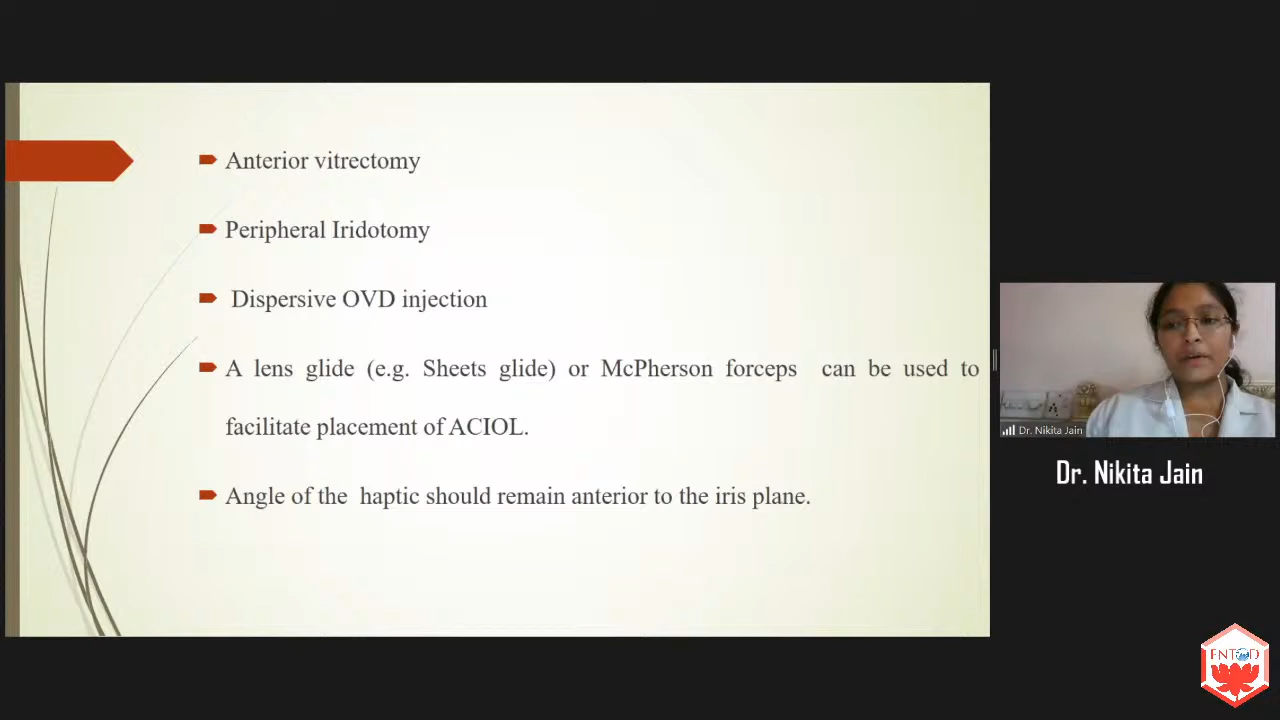 Anterior vitrectomy
Peripheral Iridotomy
Dispersive OVD injection
A lens glide (e.g. Sheets glide) or McPherson forceps can be used to
facilitate placement of ACIOL.
Angle of the haptic should remain anterior to the iris plane.
Dr. Nikita Jain
Dr. Nikita Jain
ENTOD